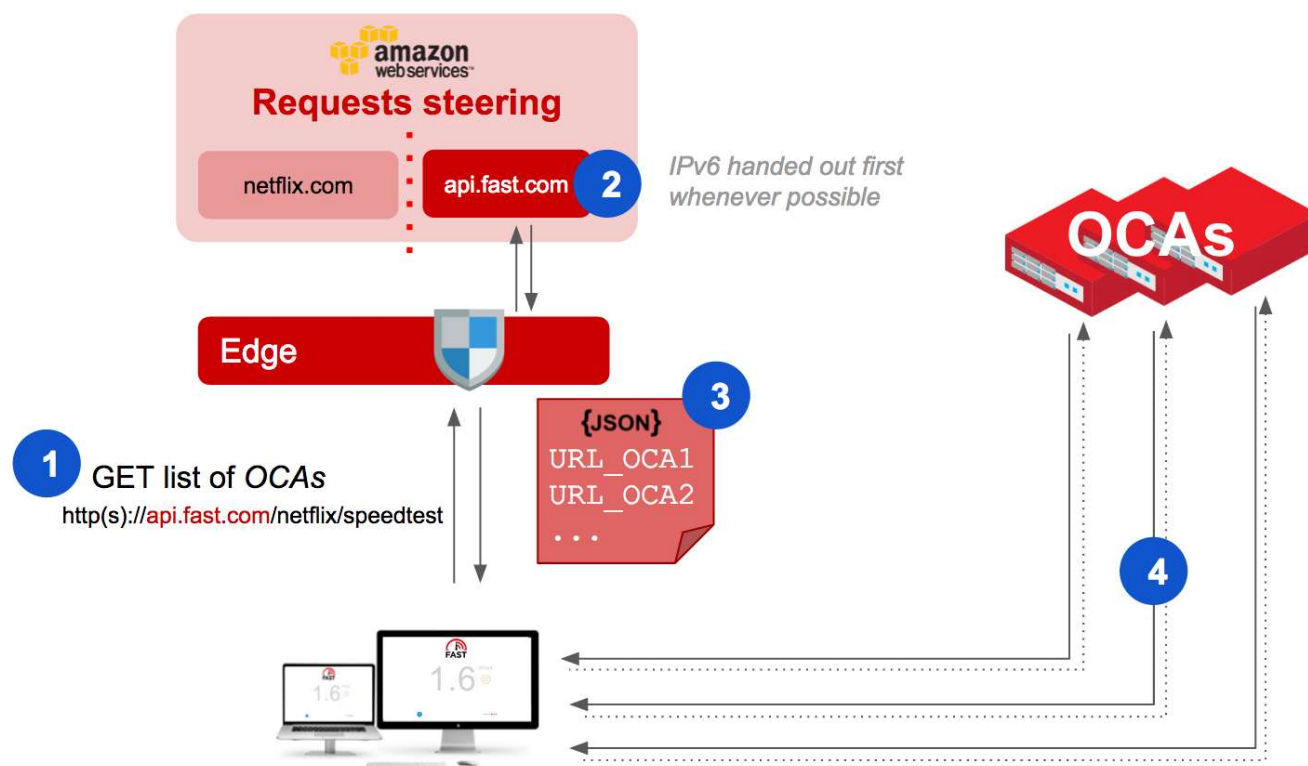 amazon
webservices™
Requests steering
netflix.com
api.fast.com
2
IPv6 handed out first
whenever possible
OCAs
Edge
3
{JSON}
URL_OCA1
URL_OCA2
...
1
GET list of OCAs
http(s)://api.fast.com/netflix/speedtest
4
FAST
1.6
FAST
1.6